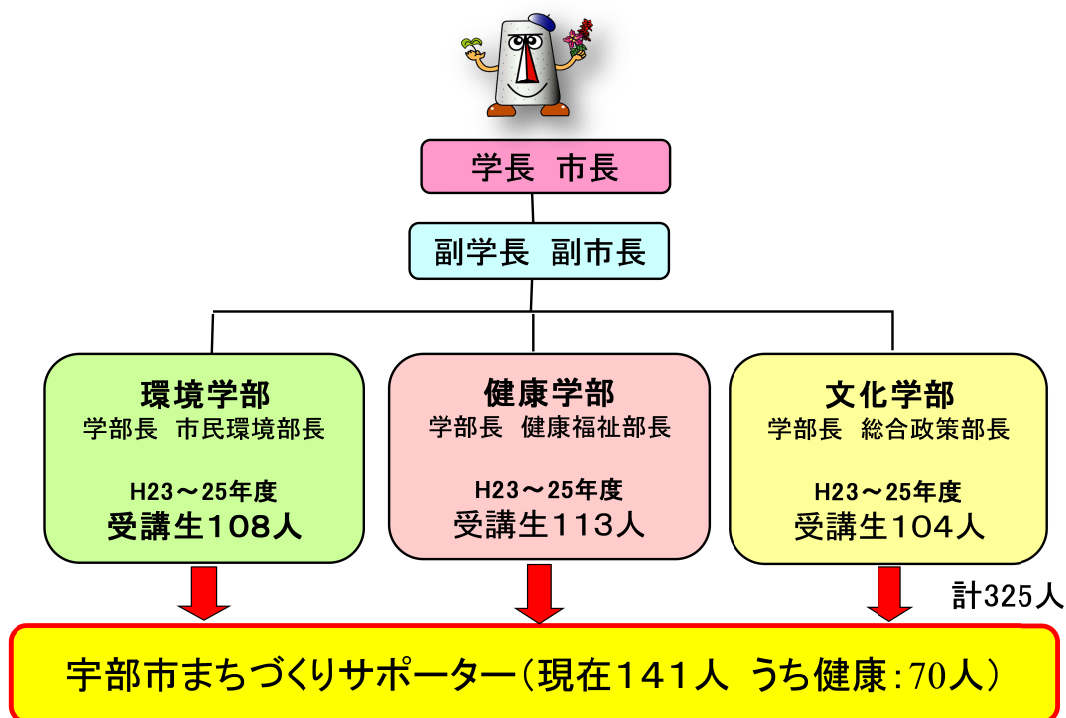 学長　市長
副学長　副市長
環境学部
学部長　市民環境部長
H23～25年度
受講生108人
健康学部
学部長　健康福祉部長
H23～25年度
受講生113人
文化学部
学部長　総合政策部長
H23～25年度
受講生104人
計325人
宇部市まちづくりサポーター（現在141人　うち健康：70人）